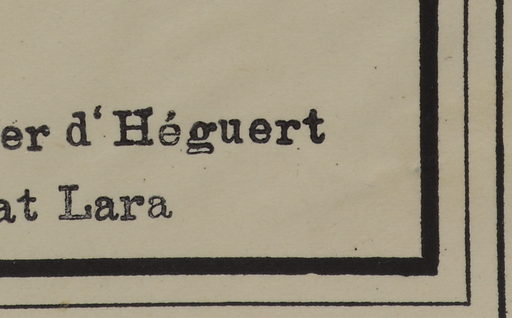 er d'Héguert
at Lara